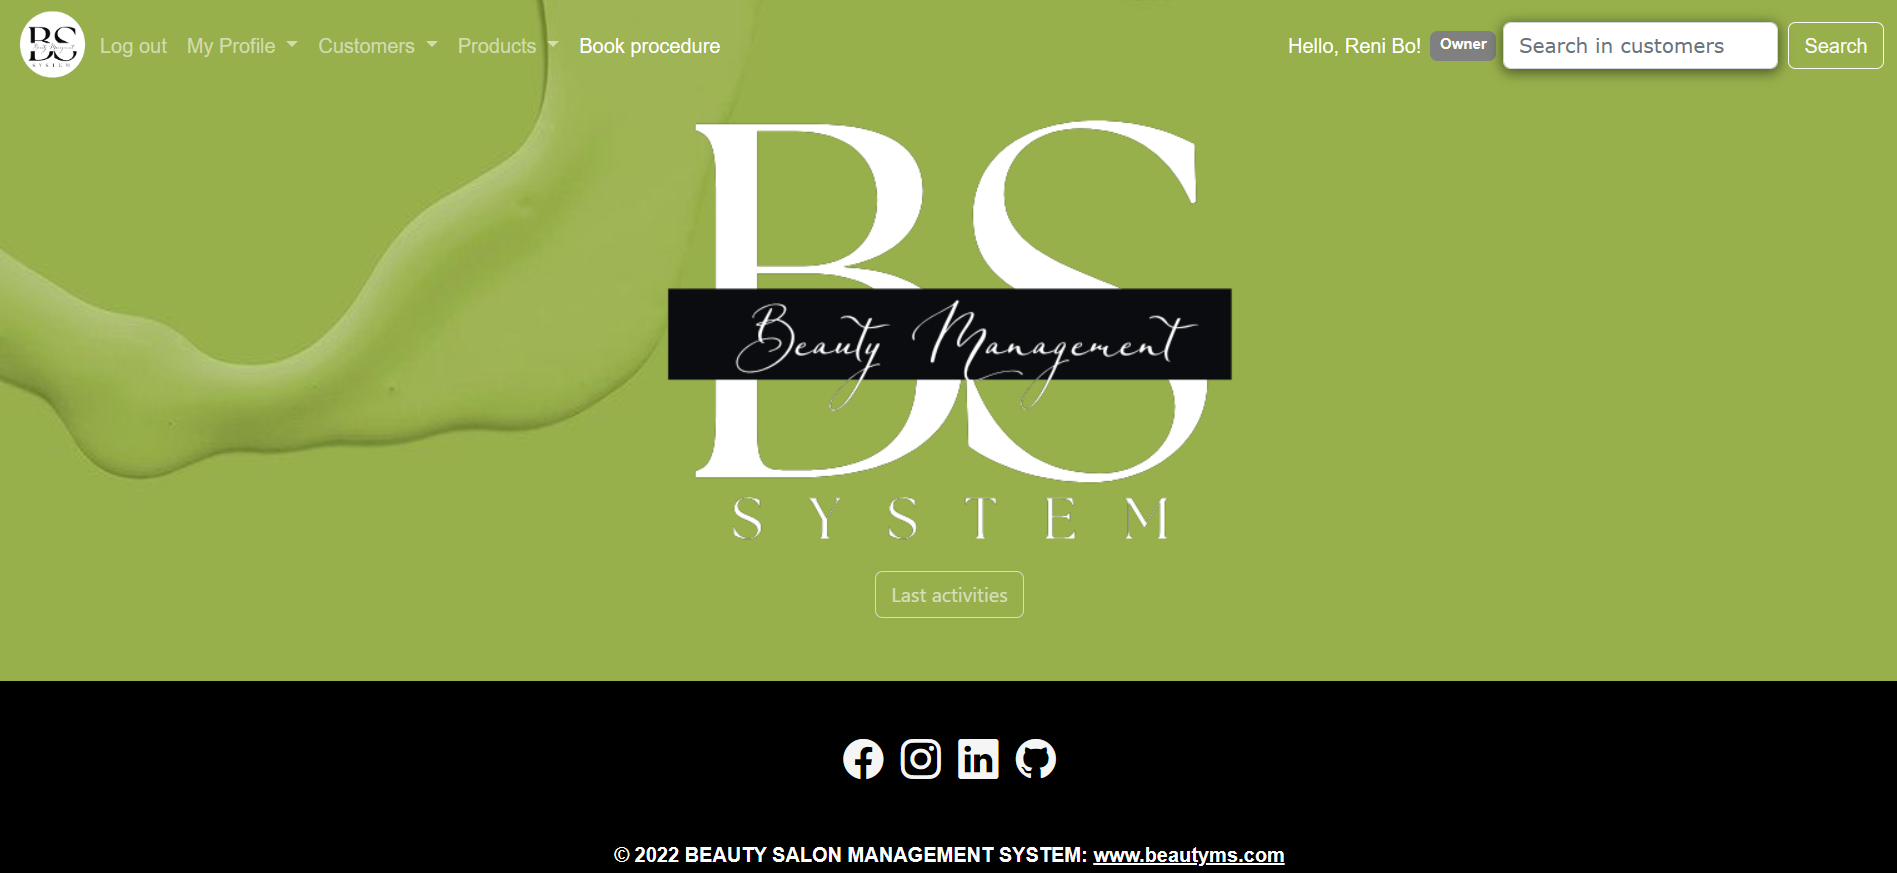 BS
SYSTEM
Log out
My Profile
Customers
Products
Book procedure
Hello, Reni Bo!
Owner
Search in customers
Search
BS
Beauty Management
SYSTEM
Last activities
© 2022 BEAUTY SALON MANAGEMENT SYSTEM: www.beautyms.com